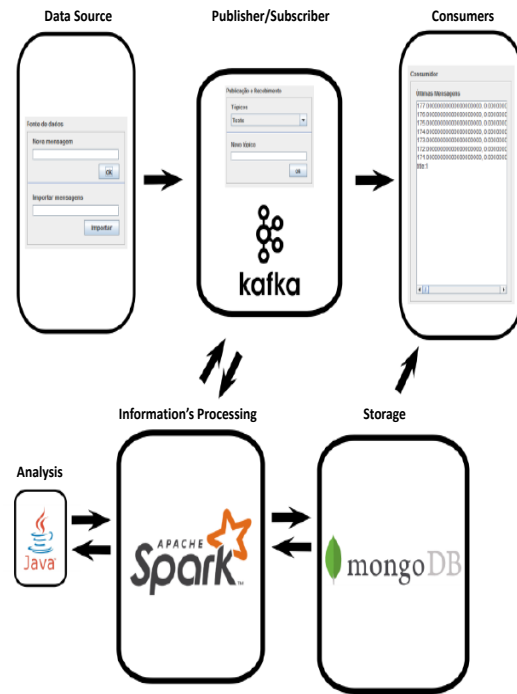 Data Source
Publisher/Subscriber
Consumers
Fonte de dados
Nova mensagem
OK
Importar mensagens
Importar
Publicação e Recebimento
Tópicos
Teste
Novo tópico
OK
kafka
Consumidor
Últimas Mensagens
Information's Processing
Storage
Analysis
Java
APACHE
Spark
TM
mongoDB